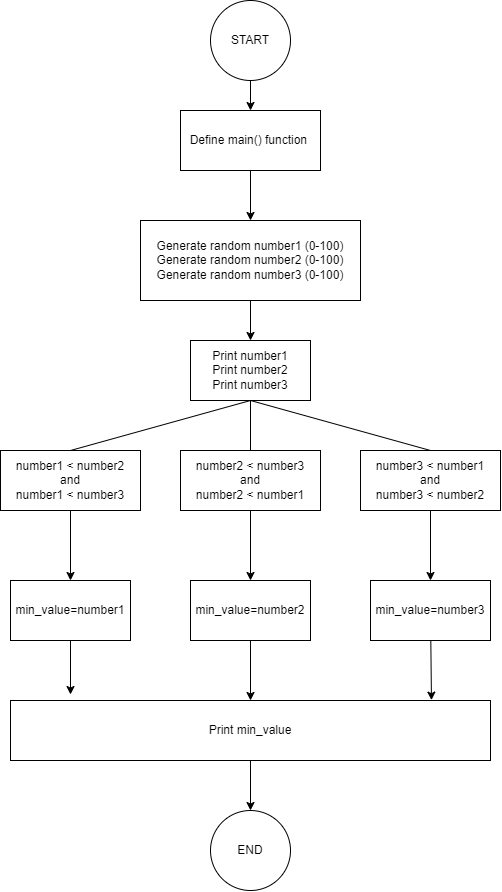 START
Define main() function
Generate random number1 (0-100)
Generate random number2 (0-100)
Generate random number3 (0-100)
Print number1
Print number2
Print number3
number1 < number2
and
number1 < number3
number2 < number3
and
number2 < number1
number3 < number1
and
number3 < number2
min_value=number1
min_value=number2
min_value=number3
Print min_value
END